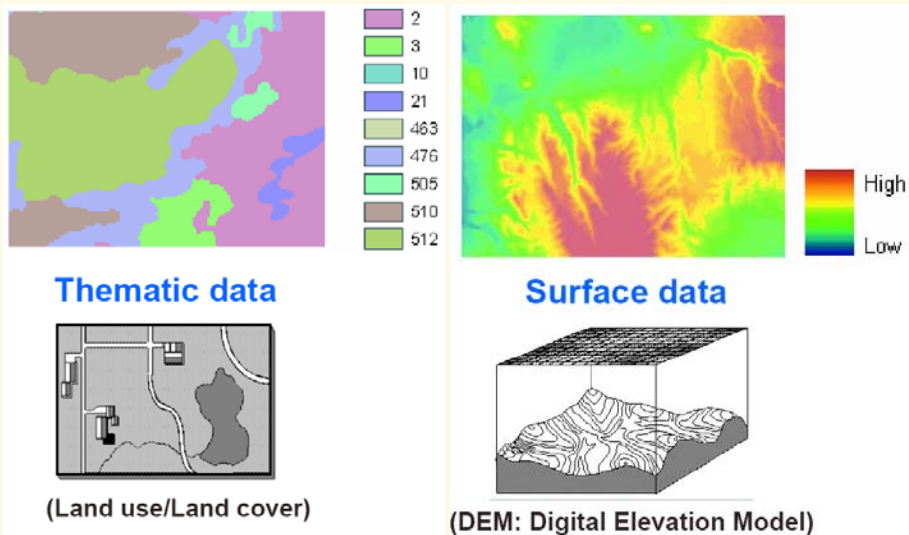 2
3
10
21
463
476
505
510
512
High
Low
Thematic data
Surface data
(Land use/Land cover)
(DEM: Digital Elevation Model)